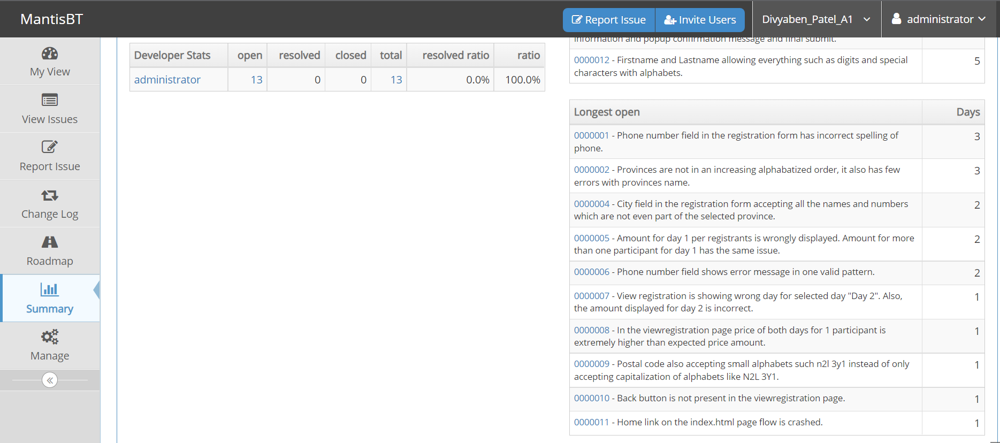 MantisBT
Report Issue
Invite Users
Divyaben_Patel_A1
administrator
My View
View Issues
Report Issue
Change Log
Roadmap
Summary
Manage
Developer Stats open resolved closed total resolved ratio ratio
administrator 13 0 0 13 0.0% 100.0%
information and popup confirmation message and final submit.
0000012 - Firstname and Lastname allowing everything such as digits and special 5
characters with alphabets.
Longest open Days
0000001 - Phone number field in the registration form has incorrect spelling of 3
phone.
0000002 - Provinces are not in an increasing alphabatized order, it also has few 3
errors with provinces name.
0000004 - City field in the registration form accepting all the names and numbers 2
which are not even part of the selected province.
0000005 - Amount for day 1 per registrants is wrongly displayed. Amount for more 2
than one participant for day 1 has the same issue.
0000006 - Phone number field shows error message in one valid pattern. 2
0000007 - View registration is showing wrong day for selected day "Day 2". Also, 1
the amount displayed for day 2 is incorrect.
0000008 - In the viewregistration page price of both days for 1 participant is 1
extremely higher than expected price amount.
0000009 - Postal code also accepting small alphabets such n2l 3y1 instead of only 1
accepting capitalization of alphabets like N2L 3Y1.
0000010 - Back button is not present in the viewregistration page. 1
0000011 - Home link on the index.html page flow is crashed. 1